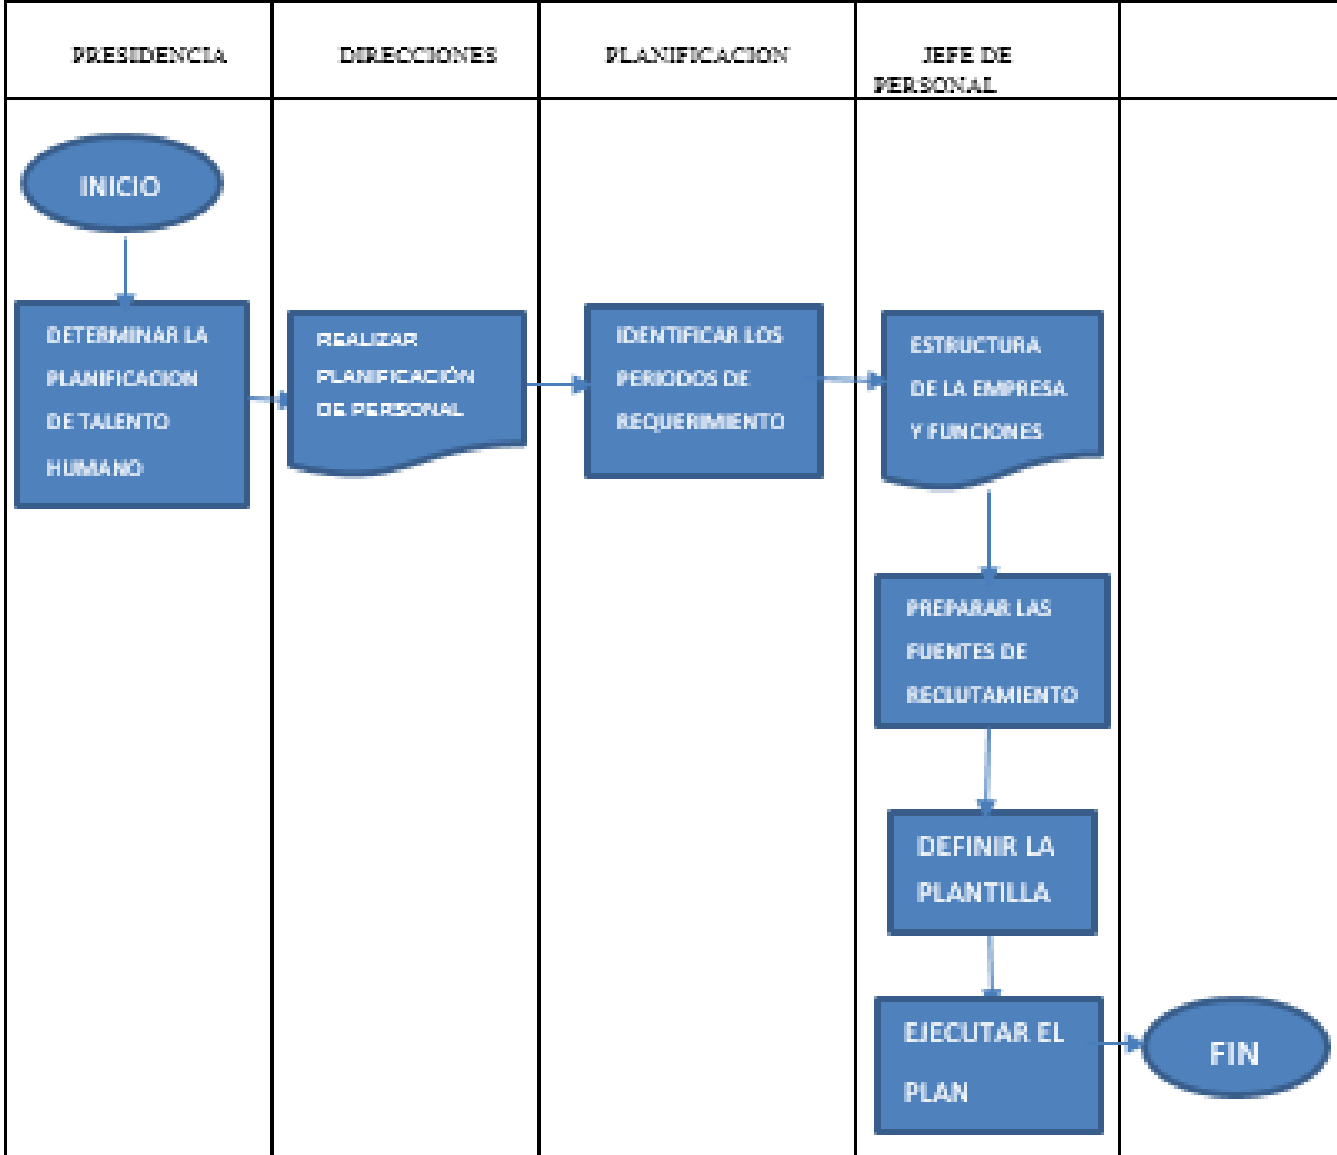 PRESIDENCIA
DIRECCIONES
PLANIFICACION
JEFE DE
PERSONAL
INICIO
DETERMINAR LA
PLANIFICACION
DE TALENTO
HUMANO
REALIZAR
PLANIFICACIÓN
DE PERSONAL
IDENTIFICAR LOS
PERIODOS DE
REQUERIMIENTO
ESTRUCTURA
DE LA EMPRESA
Y FUNCIONES
PREPARAR LAS
FUENTES DE
RECLUTAMIENTO
DEFINIR LA
PLANTILLA
EJECUTAR EL
PLAN
FIN